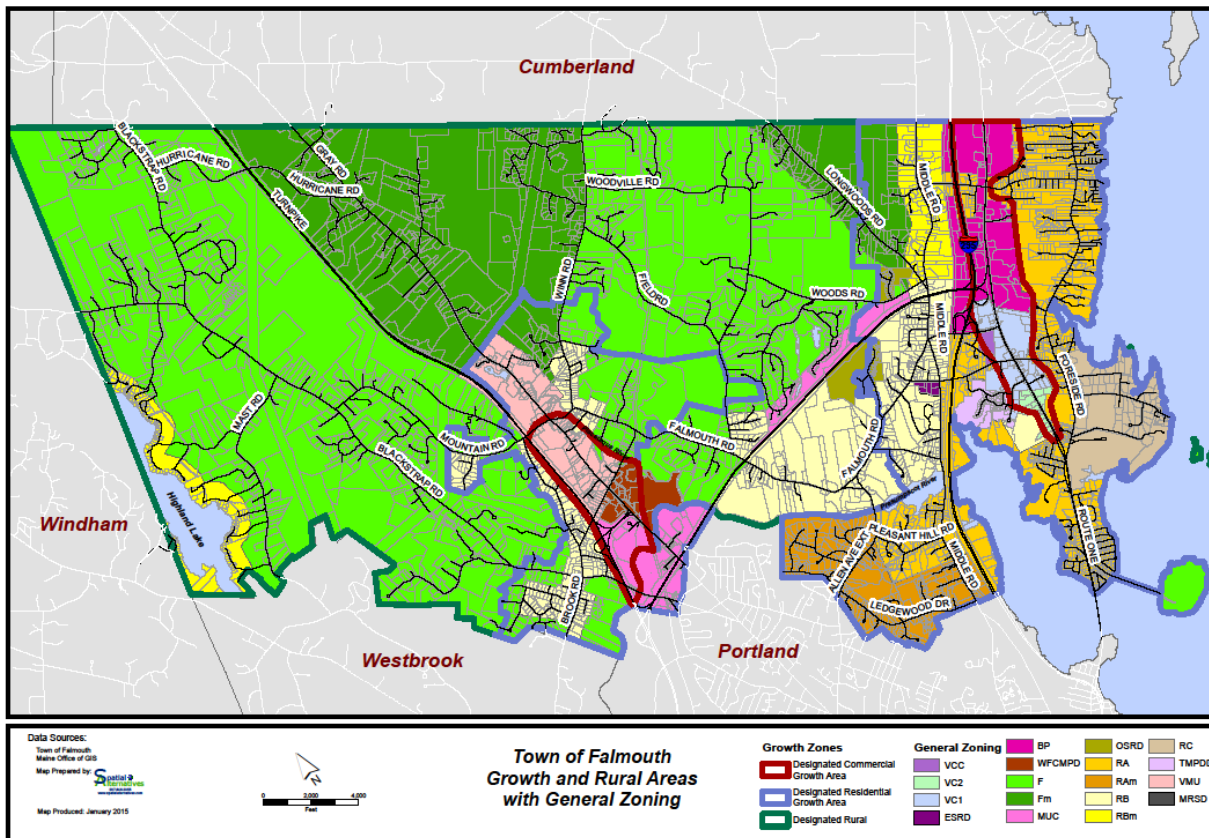 Cumberland
BLACKSTRAP RD
HURRICANE RD
GRAY RD
HURRICANE RD
TURNPIKE
WOODVILLE RD
LONGWOODS RD
MIDDLE RD
WINN RD
FIELD RD
WOODS RD
MIDDLE RD
FORESIDE RD
MAST RD
MOUNTAIN RD
BLACKSTRAP RD
FALMOUTH RD
FALMOUTH RD
Highland Lake
Windham
Presumpscot River
PLEASANT HILL RD
ALLEN AVE EXT
MIDDLE RD
ROUTE ONE
LEDGEWOOD DR
BROOK RD
Westbrook
Portland
Data Sources:
Town of Falmouth
Maine Office of GIS
Map Prepared by:
Spatial
Alternatives
Map Produced: January 2015
N
0 2,000 4,000
Feet
Town of Falmouth
Growth and Rural Areas
with General Zoning
Growth Zones
Designated Commercial
Growth Area
Designated Residential
Growth Area
Designated Rural
General Zoning
VCC
VC2
VC1
ESRD
BP
WFCMPD
F
Fm
MUC
OSRD
RA
RAm
RB
RBm
RC
TMPDD
VMU
MRSD